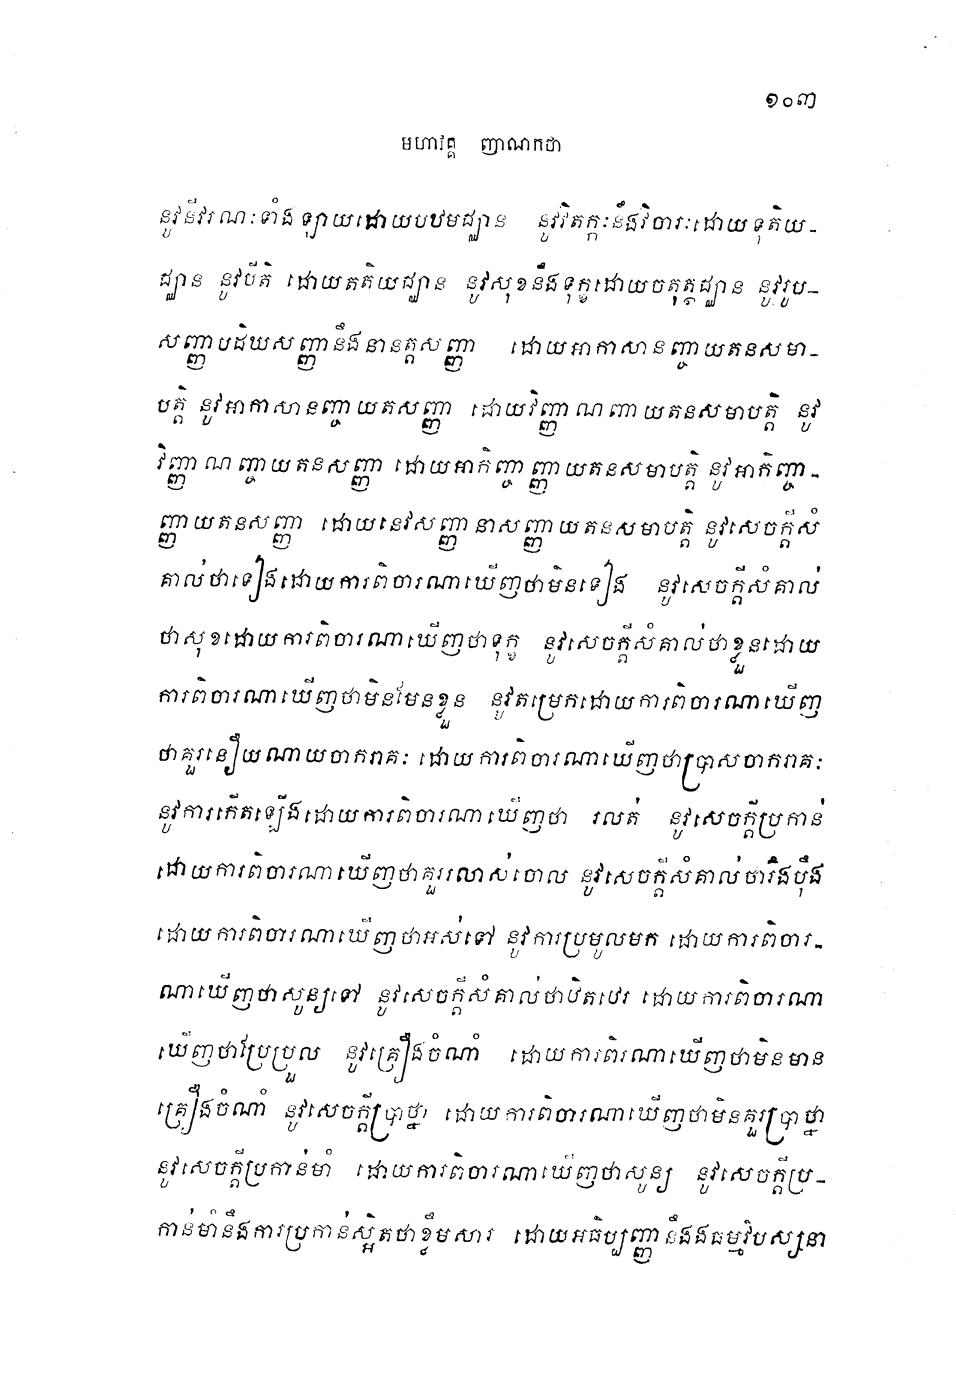 ១០៣
មហាវគ្គ ញាណកថា
នូវនីវរណៈទាំងឡាយដោយបឋមជ្ឈាន នូវវិតក្កៈនឹងវិចារៈដោយទុតិយ-
ជ្ឈាន នូវបីតិ ដោយតតិយជ្ឈាន នូវសុខនឹងទុក្ខដោយចតុត្ថជ្ឈាន នូវរូប-
សញ្ញាបដិឃសញ្ញានឹងនានត្តសញ្ញា ដោយអាកាសានញ្ចាយតនសមា-
បត្តិ នូវអាកាសានញ្ចាយតសញ្ញា ដោយវិញ្ញាណញាយតនសមាបត្តិ នូវ
វិញ្ញាណញ្ចាយតនសញ្ញា ដោយអាកិញ្ចាញ្ញាយតនសមាបត្តិ នូវអាកិញ្ចា-
ញ្ញាយតនសញ្ញា ដោយនេវសញ្ញានាសញ្ញាយតនសមាបត្តិ នូវសេចក្តីសំ
គាល់ថាទៀងដោយការពិចារណាឃើញថាមិនទៀង នូវសេចក្តីសំគាល់
ថាសុខដោយការពិចារណាឃើញថាទុក្ខ នូវសេចក្តីសំគាល់ថាខ្លួនដោយ
ការពិចារណាឃើញថាមិនមែនខ្លួន នូវតម្រេកដោយការពិចារណាឃើញ
ថាគួរនឿយណាយចាករាគៈ ដោយការពិចារណាឃើញថាប្រាសចាករាគៈ
នូវការកើតឡើងដោយការពិចារណាឃើញថា រលត់ នូវសេចក្តីប្រកាន់
ដោយការពិចារណាឃើញថាគួររលាស់ចោល នូវសេចក្តីសំគាល់ថារឹងប៉ឹង
ដោយការពិចារណាឃើញថាអស់ទៅ នូវការប្រមូលមក ដោយការពិចារ-
ណាឃើញថាសូន្យទៅ នូវសេចក្តីសំគាល់ថាឋិតថេរ ដោយការពិចារណា
ឃើញថាប្រែប្រួល នូវគ្រឿងចំណាំ ដោយការពិរណាឃើញថាមិនមាន
គ្រឿងចំណាំ នូវសេចក្តីប្រាថ្នា ដោយការពិចារណាឃើញថាមិនគួរប្រាថ្នា
នូវសេចក្តីប្រកាន់មាំ ដោយការពិចារណាឃើញថាសូន្យ នូវសេចក្តីប្រ-
កាន់មាំនឹងការប្រកាន់ស្អិតថាខ្លឹមសារ ដោយអធិប្បញ្ញានឹងងធម្មវិបស្សនា